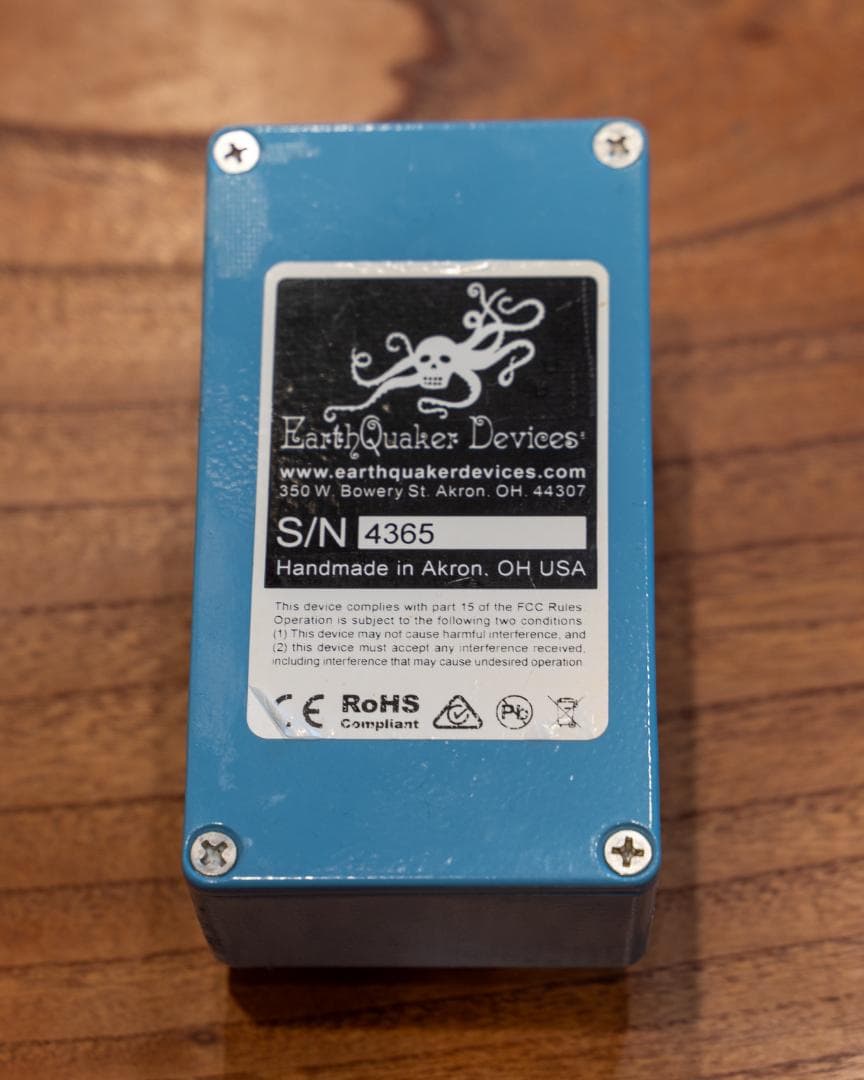 EarthQuaker Devices
www.earthquakerdevices.com
350 W. Bowery St. Akron. OH. 44307
S/N 4365
Handmade in Akron, OH USA
This device complies with part 15 of the FCC Rules.
Operation is subject to the following two conditions
(1) This device may not cause harmful interference, and
(2) this device must accept any interference received,
including interference that may cause undesired operation.
CE RoHS Pb
Compliant